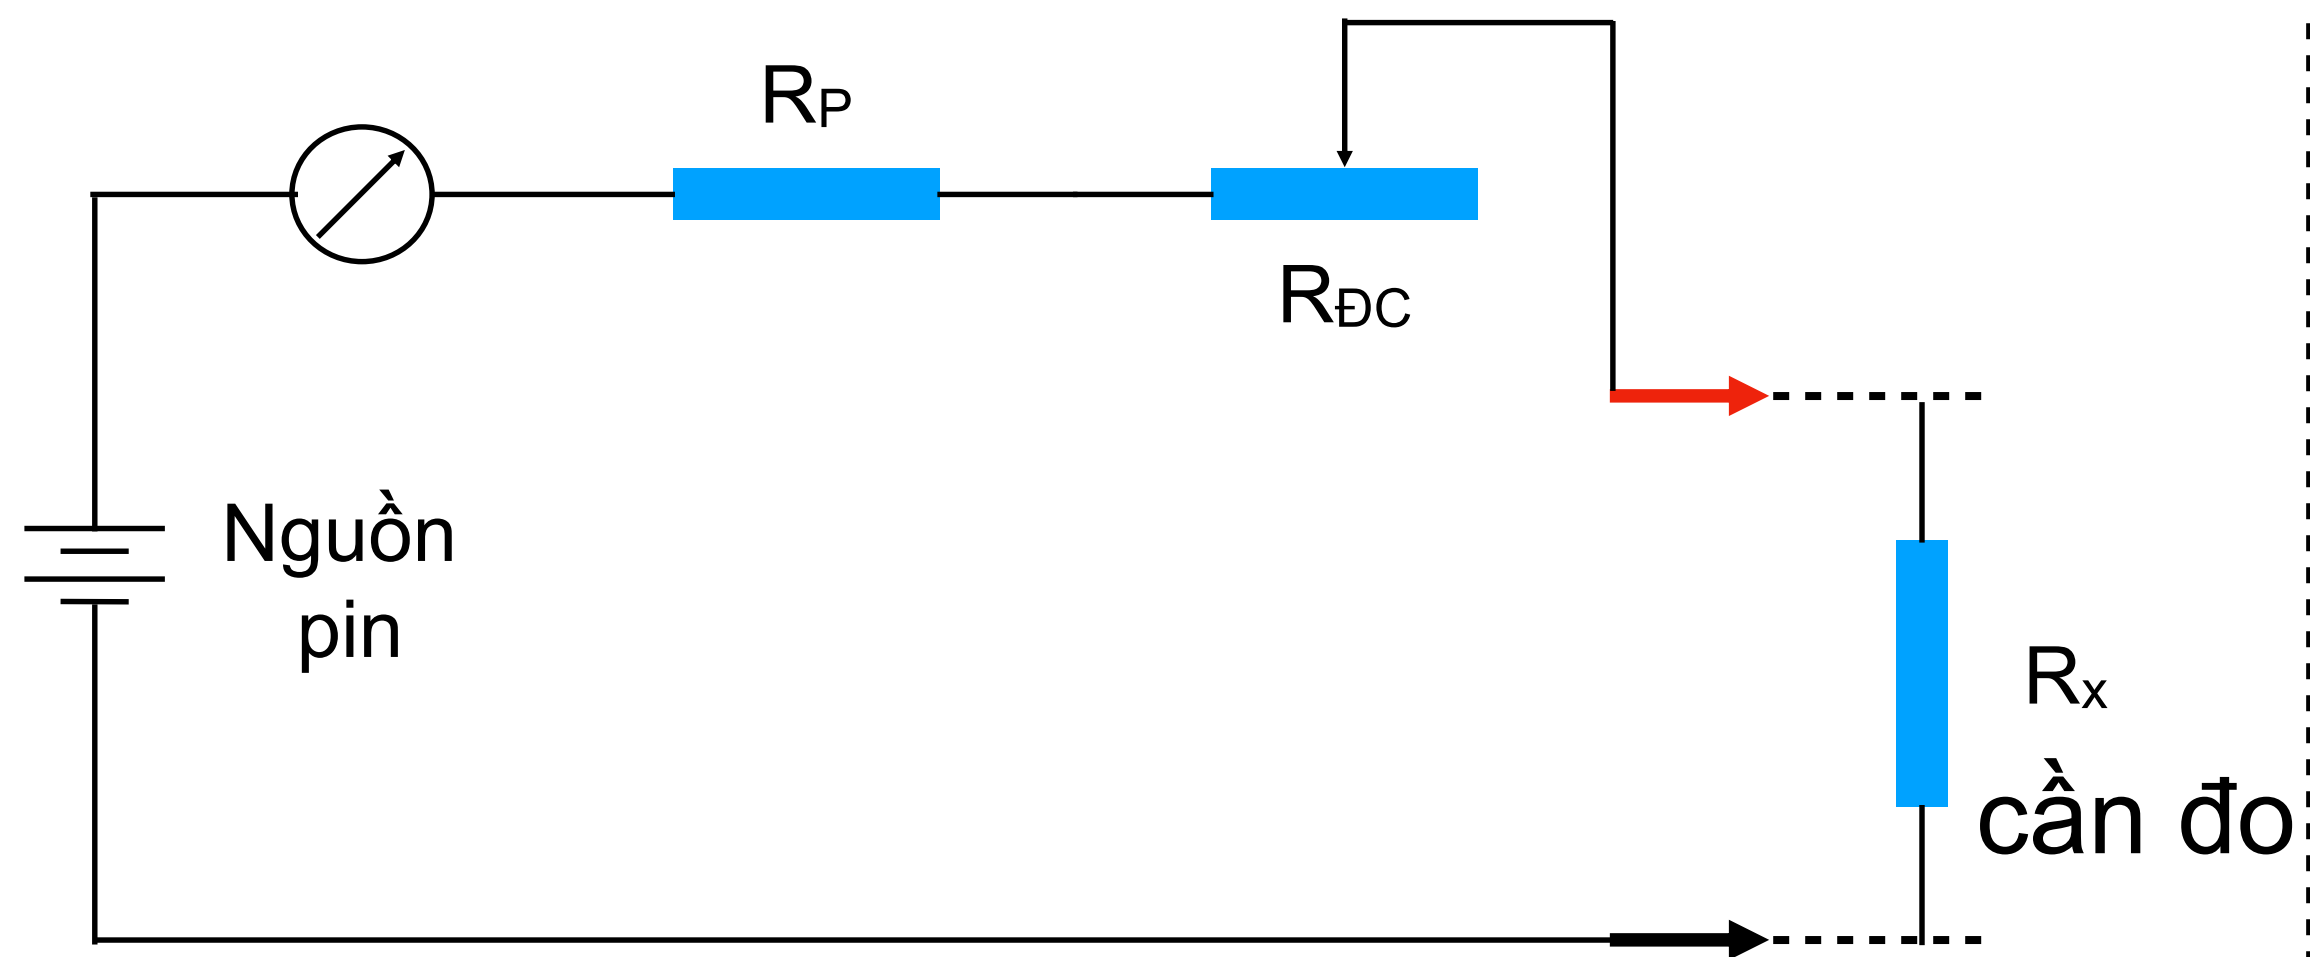 RP
RĐC
Nguồn
pin
Rx
cần đo